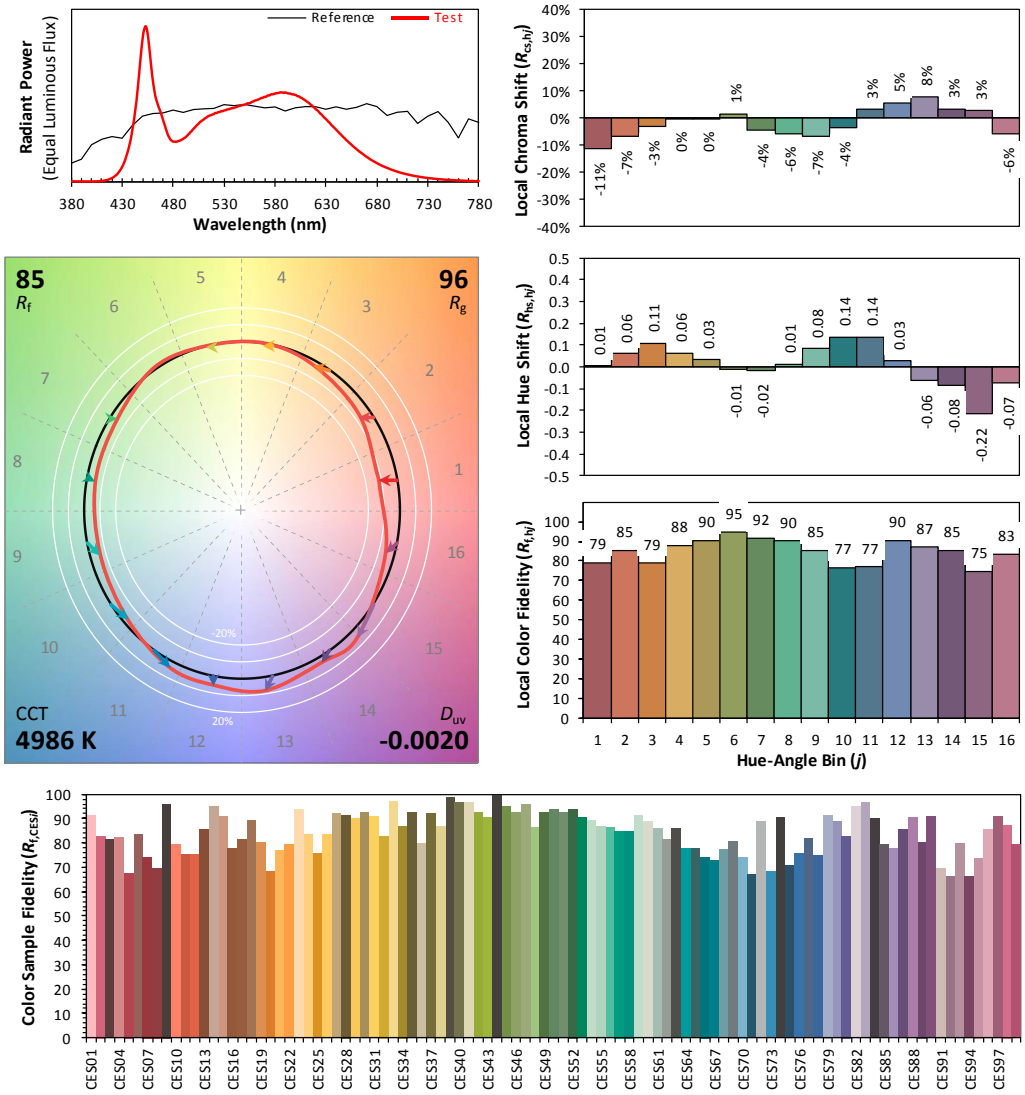 Reference Test
Radiant Power
(Equal Luminous Flux)
380 430 480 530 580 630 680 730 780
Wavelength (nm)
Local Chroma Shift (Rcs,hj)
40%
30%
20%
10%
0%
-10%
-20%
-30%
-40%
-11% -7% -3% 0% 0% 1% -4% -6% -7% -4% 3% 5% 8% 3% 3% -6%
85
Rf
96
Rg
5 4
6 3
7 2
8 1
9 16
10 15
11 14
12 13
-20%
20%
CCT
4986 K
Duv
-0.0020
Local Hue Shift (Rhs,hj)
0.5
0.4
0.3
0.2
0.1
0.0
-0.1
-0.2
-0.3
-0.4
-0.5
0.01 0.06 0.11 0.06 0.03 -0.01 -0.02 0.01 0.08 0.14 0.14 0.03 -0.06 -0.08 -0.22 -0.07
Local Color Fidelity (Rf,hj)
100
90
80
70
60
50
40
30
20
10
0
79 85 79 88 90 95 92 90 85 77 77 90 87 85 75 83
1 2 3 4 5 6 7 8 9 10 11 12 13 14 15 16
Hue-Angle Bin (j)
Color Sample Fidelity (Rf,CESi)
100
90
80
70
60
50
40
30
20
10
0
CES01 CES04 CES07 CES10 CES13 CES16 CES19 CES22 CES25 CES28 CES31 CES34 CES37 CES40 CES43 CES46 CES49 CES52 CES55 CES58 CES61 CES64 CES67 CES70 CES73 CES76 CES79 CES82 CES85 CES88 CES91 CES94 CES97